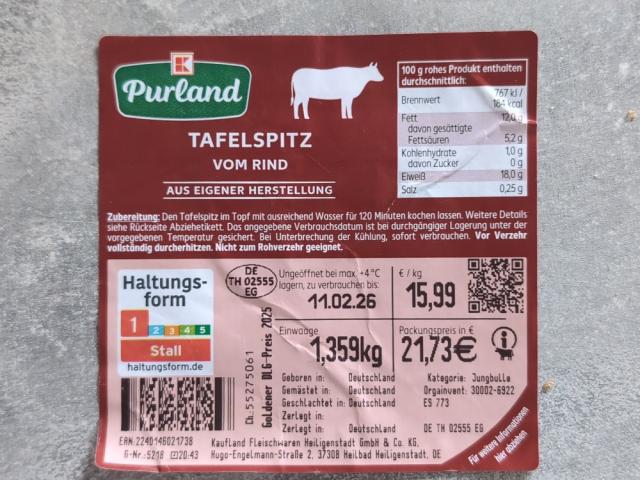 K
Purland
TAFELSPITZ
VOM RIND
AUS EIGENER HERSTELLUNG
100 g rohes Produkt enthalten
durchschnittlich:
Brennwert 767 kJ /
184 kcal
Fett 12,0 g
davon gesättigte
Fettsäuren 5,2 g
Kohlenhydrate 1,0 g
davon Zucker 0 g
Eiweiß 18,0 g
Salz 0,25 g
Zubereitung: Den Tafelspitz im Topf mit ausreichend Wasser für 120 Minuten kochen lassen. Weitere Details
siehe Rückseite Abziehetikett. Das angegebene Verbrauchsdatum ist bei durchgängiger Lagerung unter der
vorgegebenen Temperatur gesichert. Bei Unterbrechung der Kühlung, sofort verbrauchen. Vor Verzehr
vollständig durcherhitzen. Nicht zum Rohverzehr geeignet.
Haltungs-
form
1 2 3 4 5
Stall
haltungsform.de
DE
TH 02555
EG
Ungeöffnet bei max. +4°C
lagern, zu verbrauchen bis:
11.02.26
€ / kg
15,99
Einwaage
1,359kg
Packungspreis in €
21,73€
Ch.:55275061
Goldener DLG-Preis 2025
Geboren in: Deutschland
Gemästet in: Deutschland
Geschlachtet in: Deutschland
Zerlegt in:
Zerlegt in: Deutschland
Kategorie: Jungbulle
Orgainvent: 30002-6922
ES 773
DE TH 02555 EG
EAN.:2240146021738
G-Nr.:5218 20:43
Kaufland Fleischwaren Heiligenstadt GmbH & Co. KG,
Hugo-Engelmann-Straße 2, 37308 Heilbad Heiligenstadt, DE
Für weitere Informationen
hier abziehen